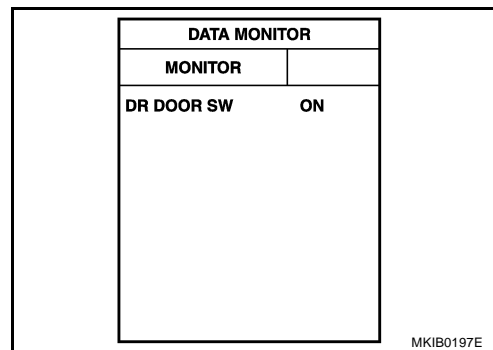 DATA MONITOR
MONITOR
DR DOOR SW ON
MKIB0197E